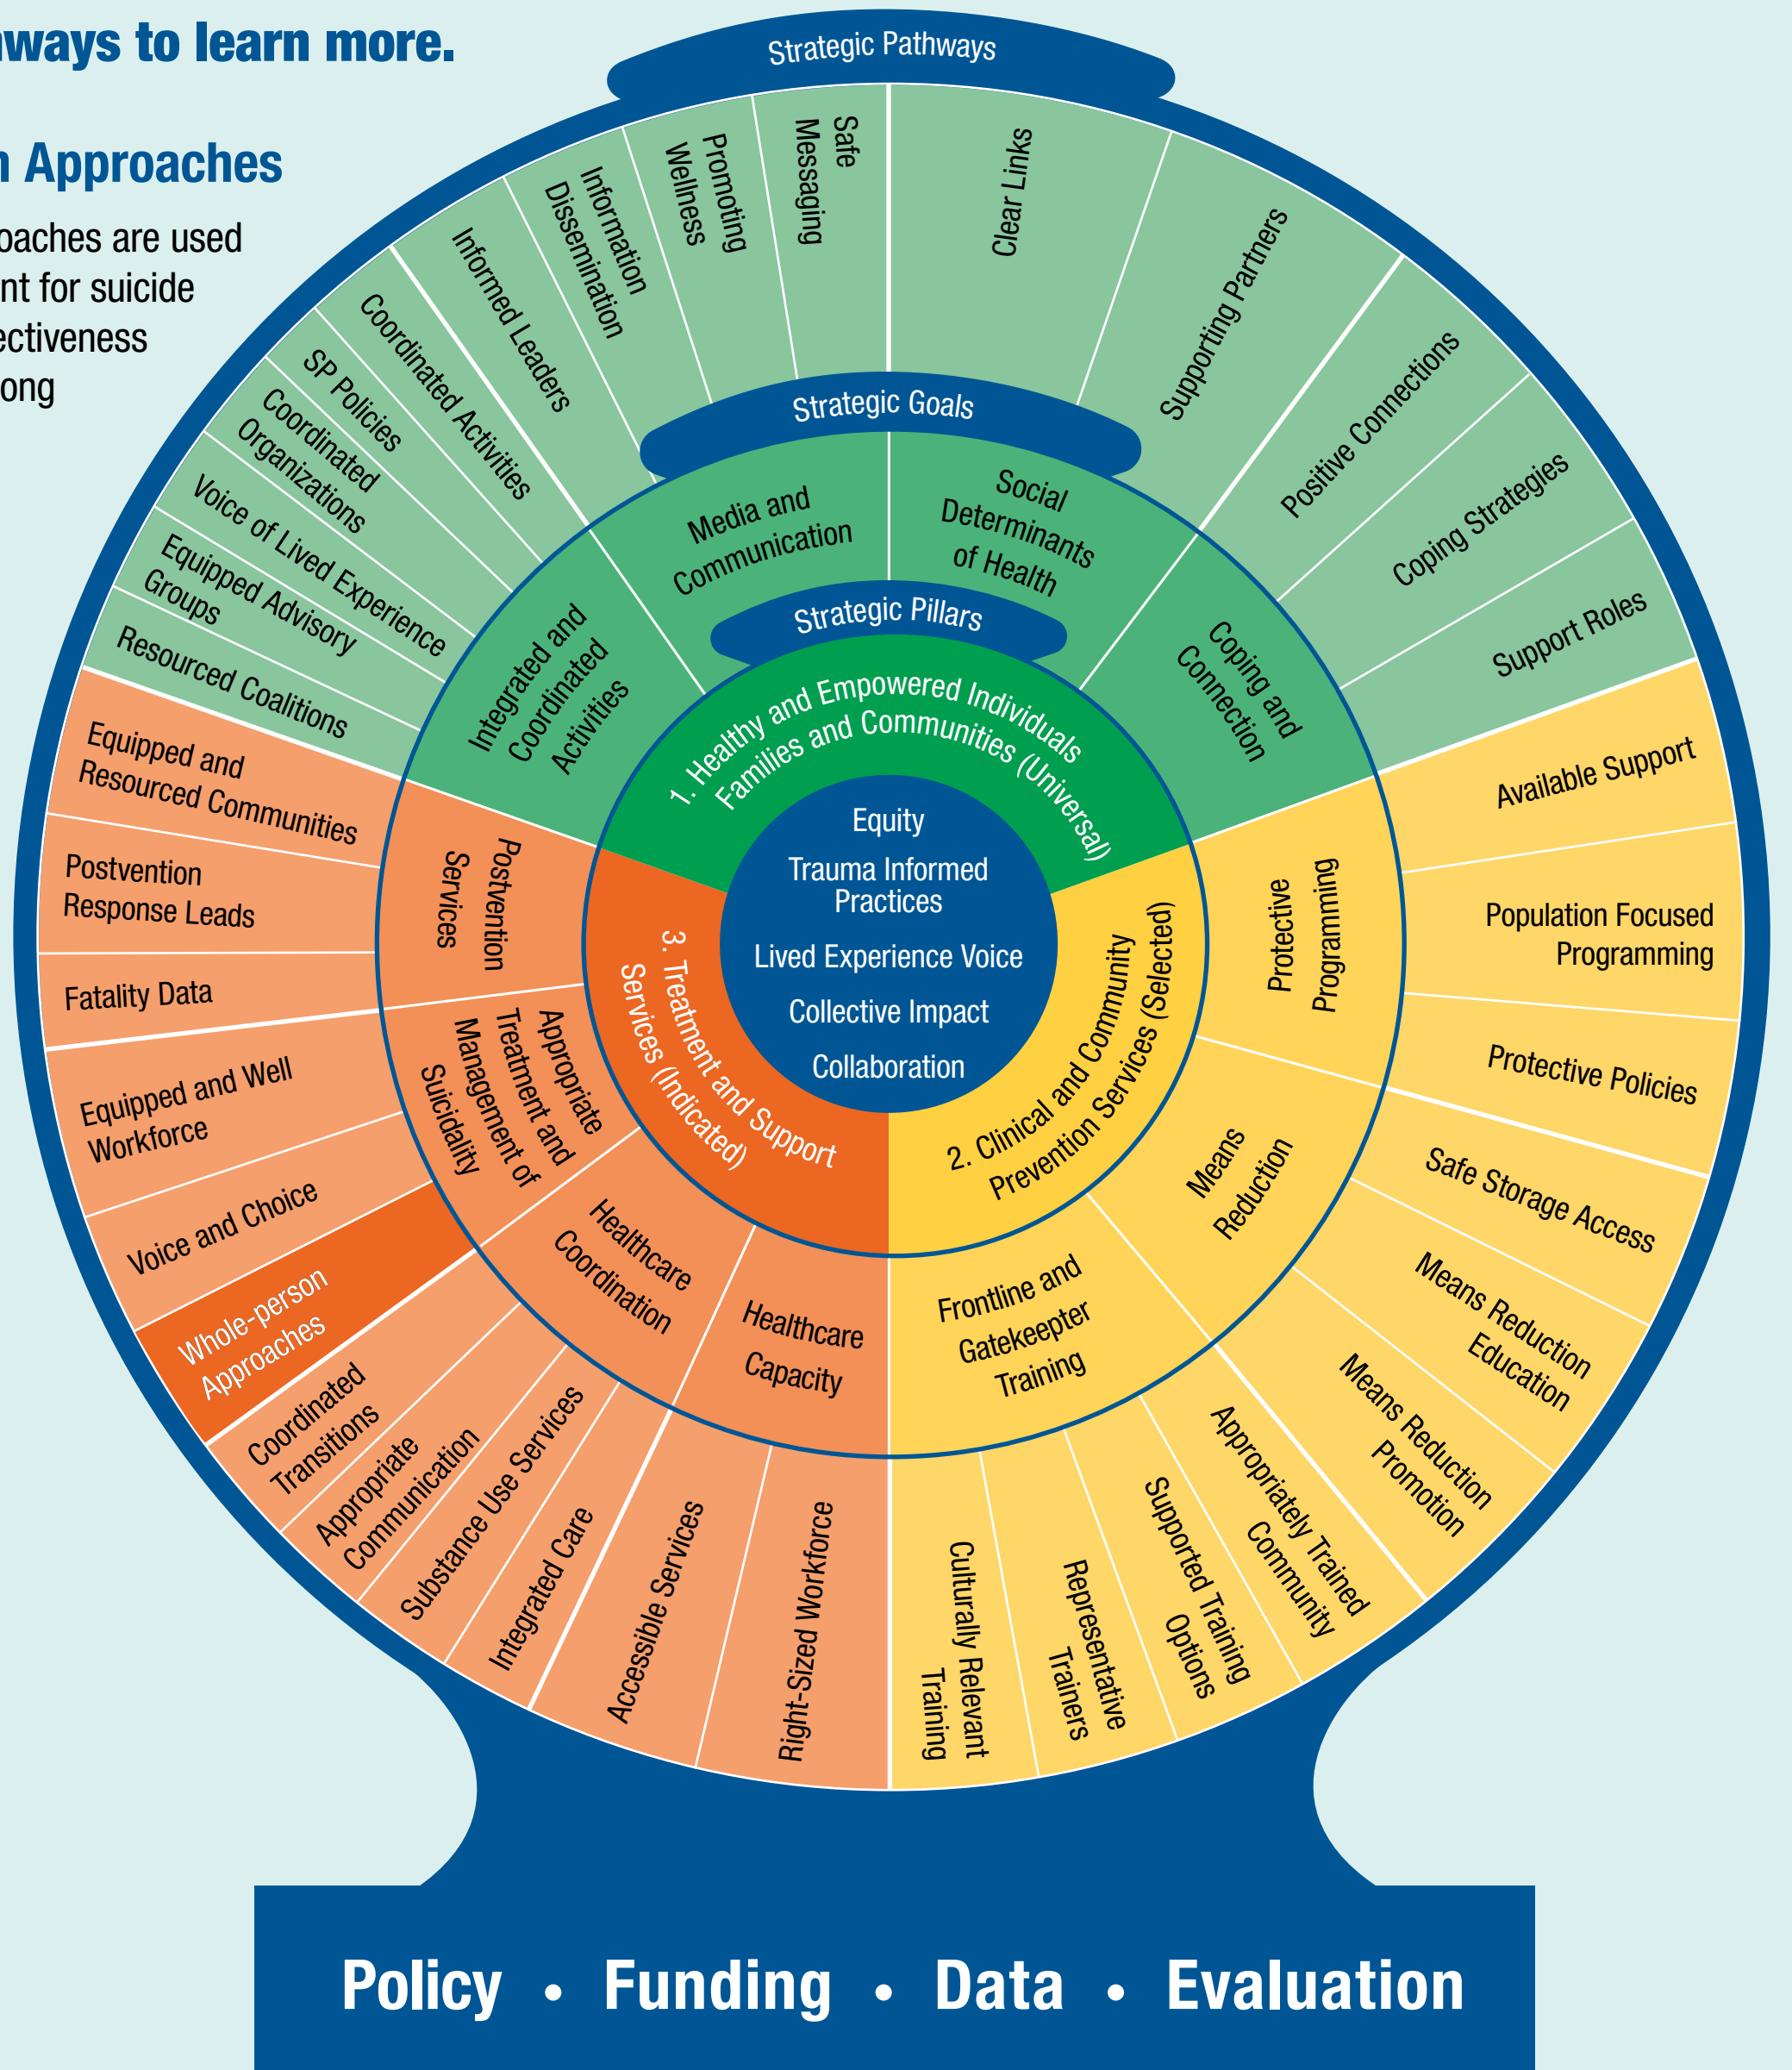 ways to learn more.
Approaches
oaches are used
nt for suicide
ectiveness
ong
Strategic Pathways
Safe
Messaging
Promoting
Wellness
Information
Dissemination
Informed Leaders
Coordinated Activities
SP Policies
Coordinated
Organizations
Voice of Lived Experience
Equipped Advisory
Groups
Resourced Coalitions
Clear Links
Supporting Partners
Positive Connections
Coping Strategies
Support Roles
Available Support
Population Focused
Programming
Protective Policies
Safe Storage Access
Means Reduction
Education
Means Reduction
Promotion
Appropriately Trained
Community
Supported Training
Options
Representative
Trainers
Culturally Relevant
Training
Right-Sized Workforce
Accessible Services
Integrated Care
Substance Use Services
Appropriate
Communication
Coordinated
Transitions
Whole-person
Approaches
Voice and Choice
Equipped and Well
Workforce
Fatality Data
Postvention
Response Leads
Equipped and
Resourced Communities
Strategic Goals
Media and
Communication
Social
Determinants
of Health
Coping and
Connection
Protective
Programming
Means
Reduction
Frontline and
Gatekeeper
Training
Healthcare
Capacity
Healthcare
Coordination
Appropriate
Treatment and
Management of
Suicidality
Postvention
Services
Integrated and
Coordinated
Activities
Strategic Pillars
1. Healthy and Empowered Individuals
Families and Communities (Universal)
2. Clinical and Community
Prevention Services (Selected)
3. Treatment and Support
Services (Indicated)
Equity
Trauma Informed
Practices
Lived Experience Voice
Collective Impact
Collaboration
Policy • Funding • Data • Evaluation